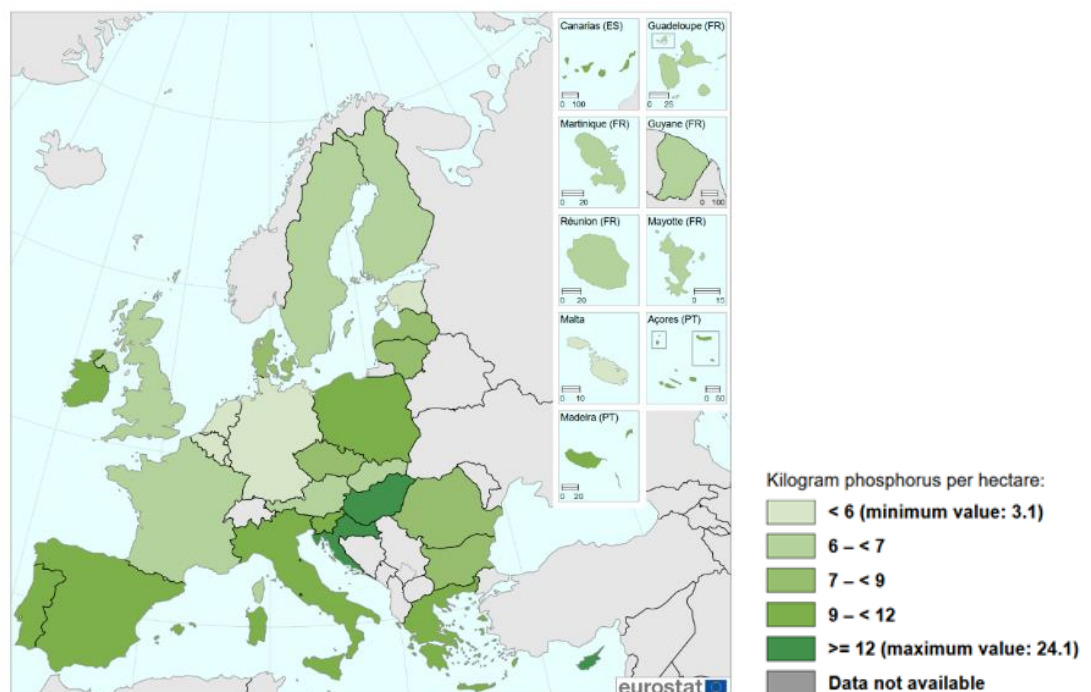 Canarias (ES)
0 100
Guadeloupe (FR)
0 25
Martinique (FR)
0 20
Guyane (FR)
0 100
Réunion (FR)
0 20
Mayotte (FR)
0 15
Malta
0 10
Açores (PT)
0 50
Madeira (PT)
0 20
Kilogram phosphorus per hectare:
< 6 (minimum value: 3.1)
6 – < 7
7 – < 9
9 – < 12
>= 12 (maximum value: 24.1)
Data not available
eurostat